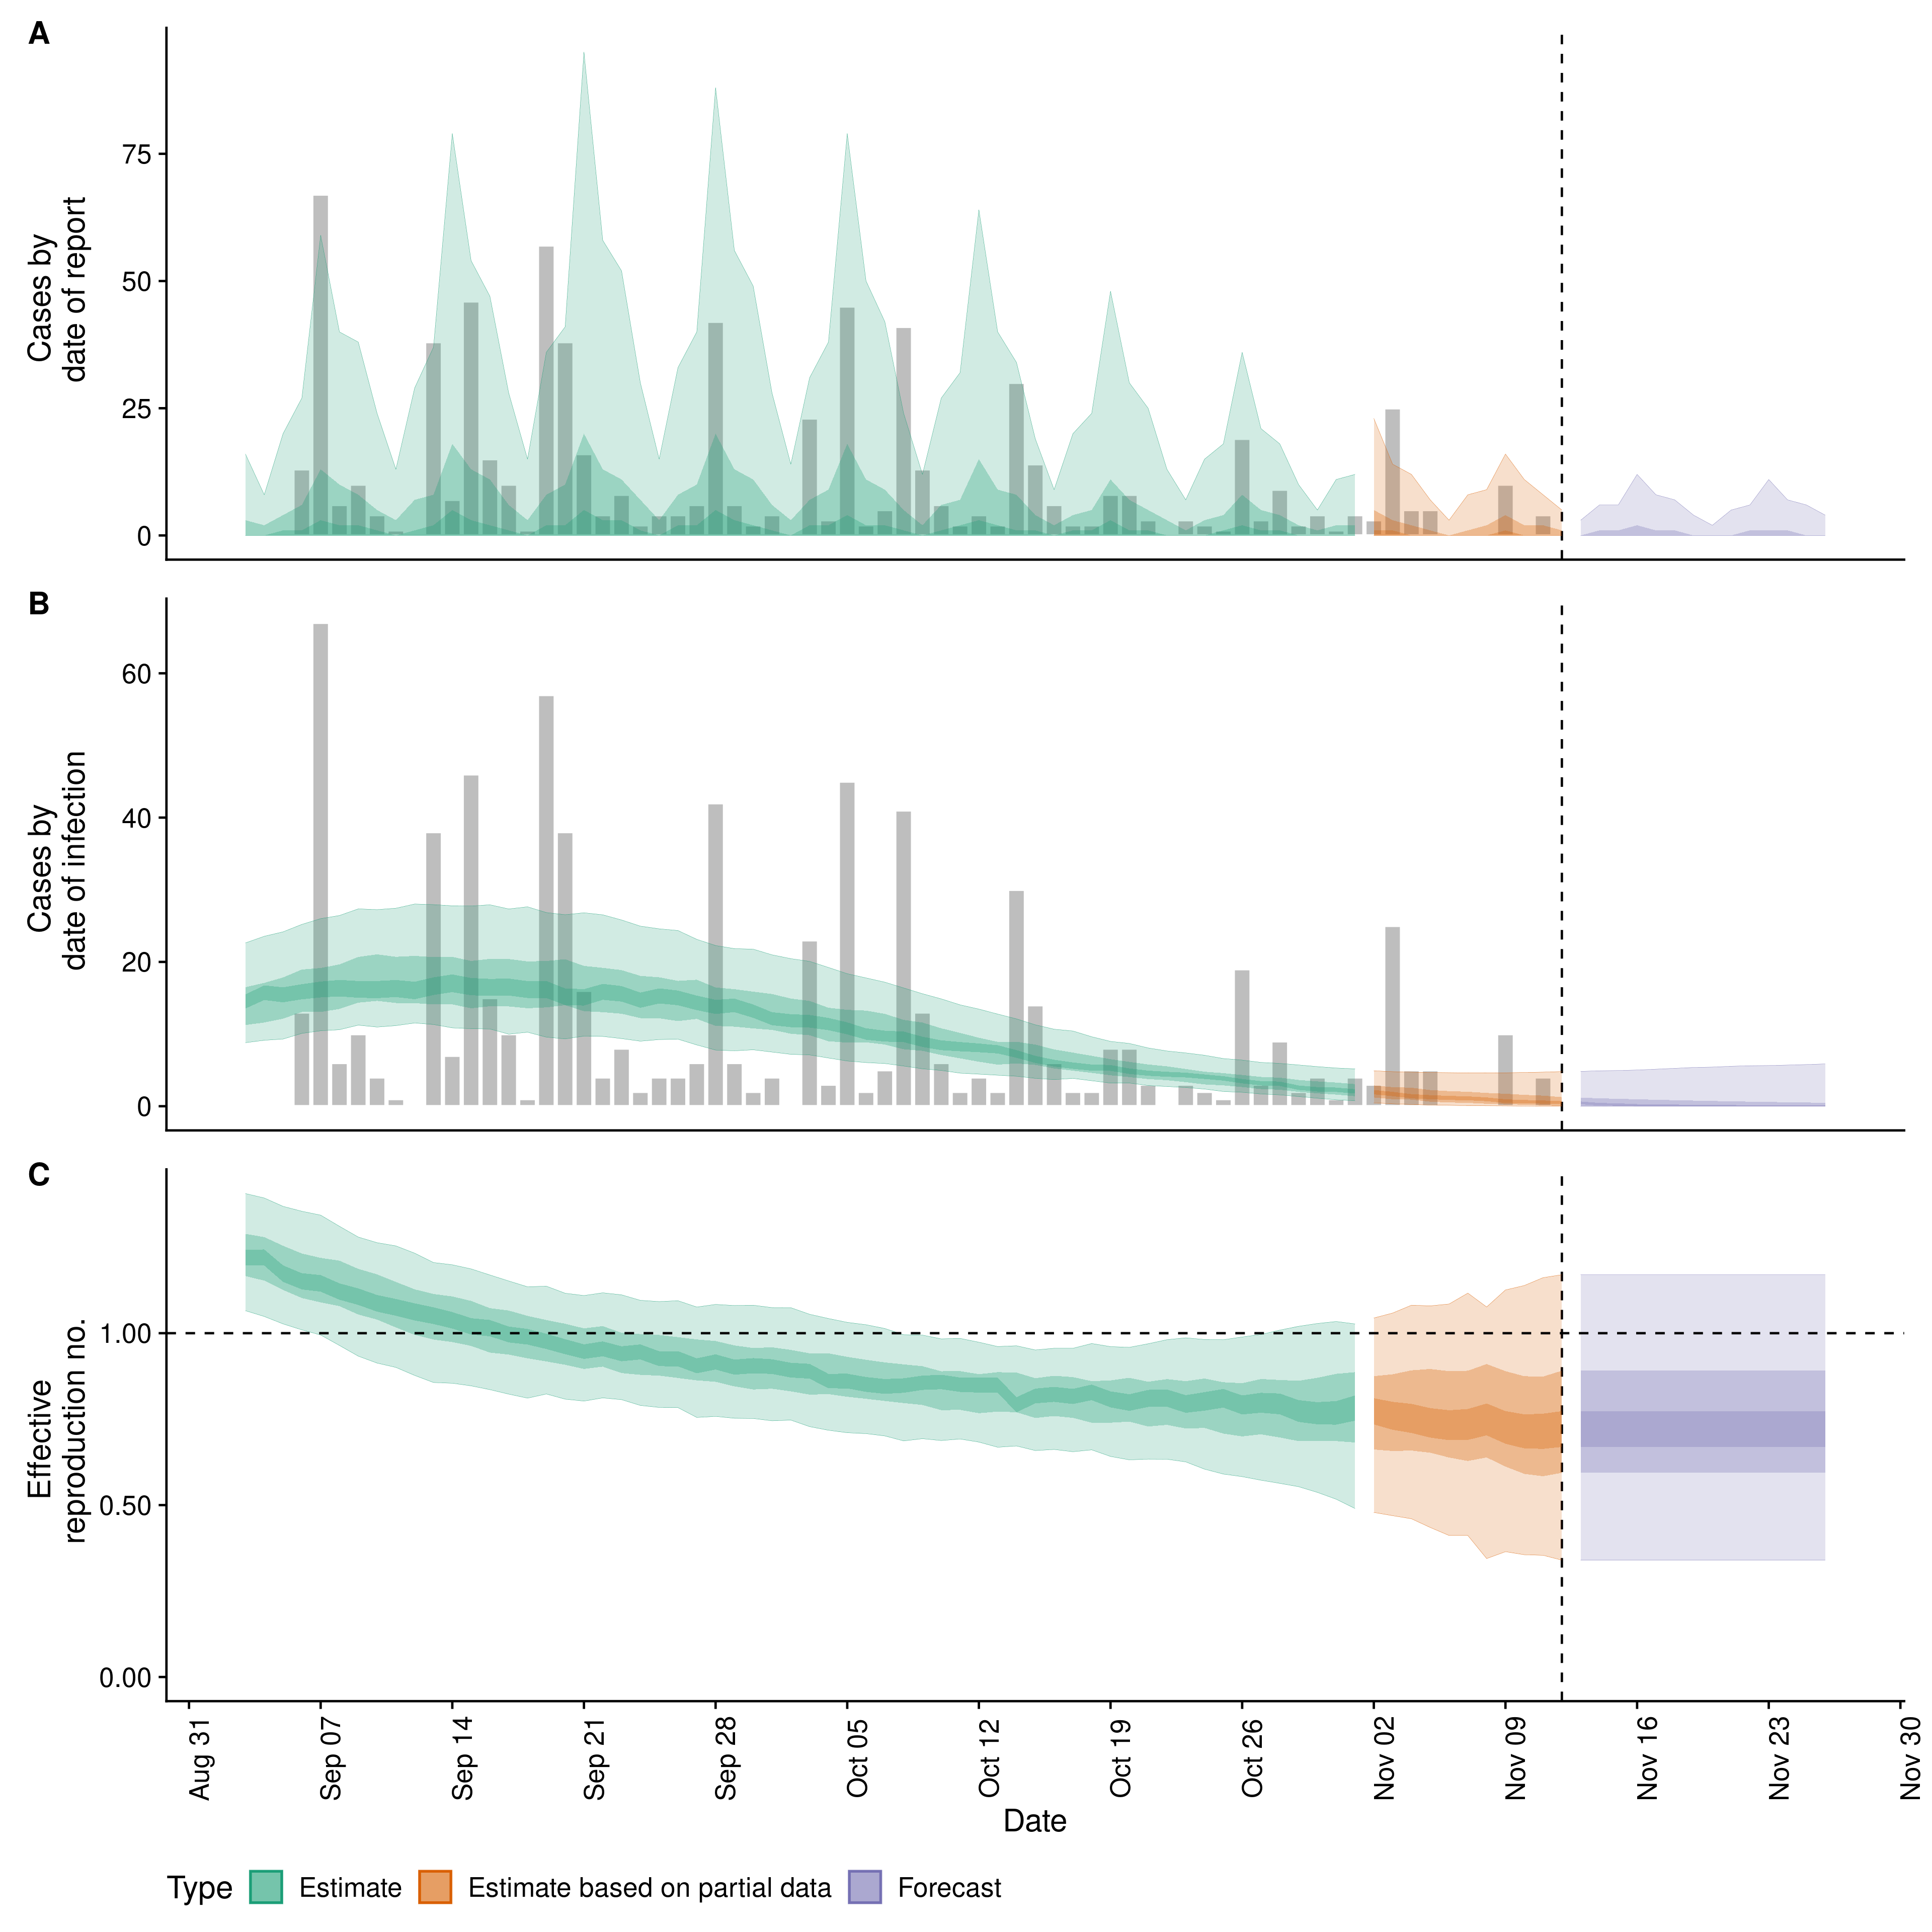 A
Cases by
date of report
75
50
25
0
B
Cases by
date of infection
60
40
20
0
C
Effective
reproduction no.
1.00
0.50
0.00
Aug 31
Sep 07
Sep 14
Sep 21
Sep 28
Oct 05
Oct 12
Oct 19
Oct 26
Nov 02
Nov 09
Nov 16
Nov 23
Nov 30
Date
Type Estimate Estimate based on partial data Forecast